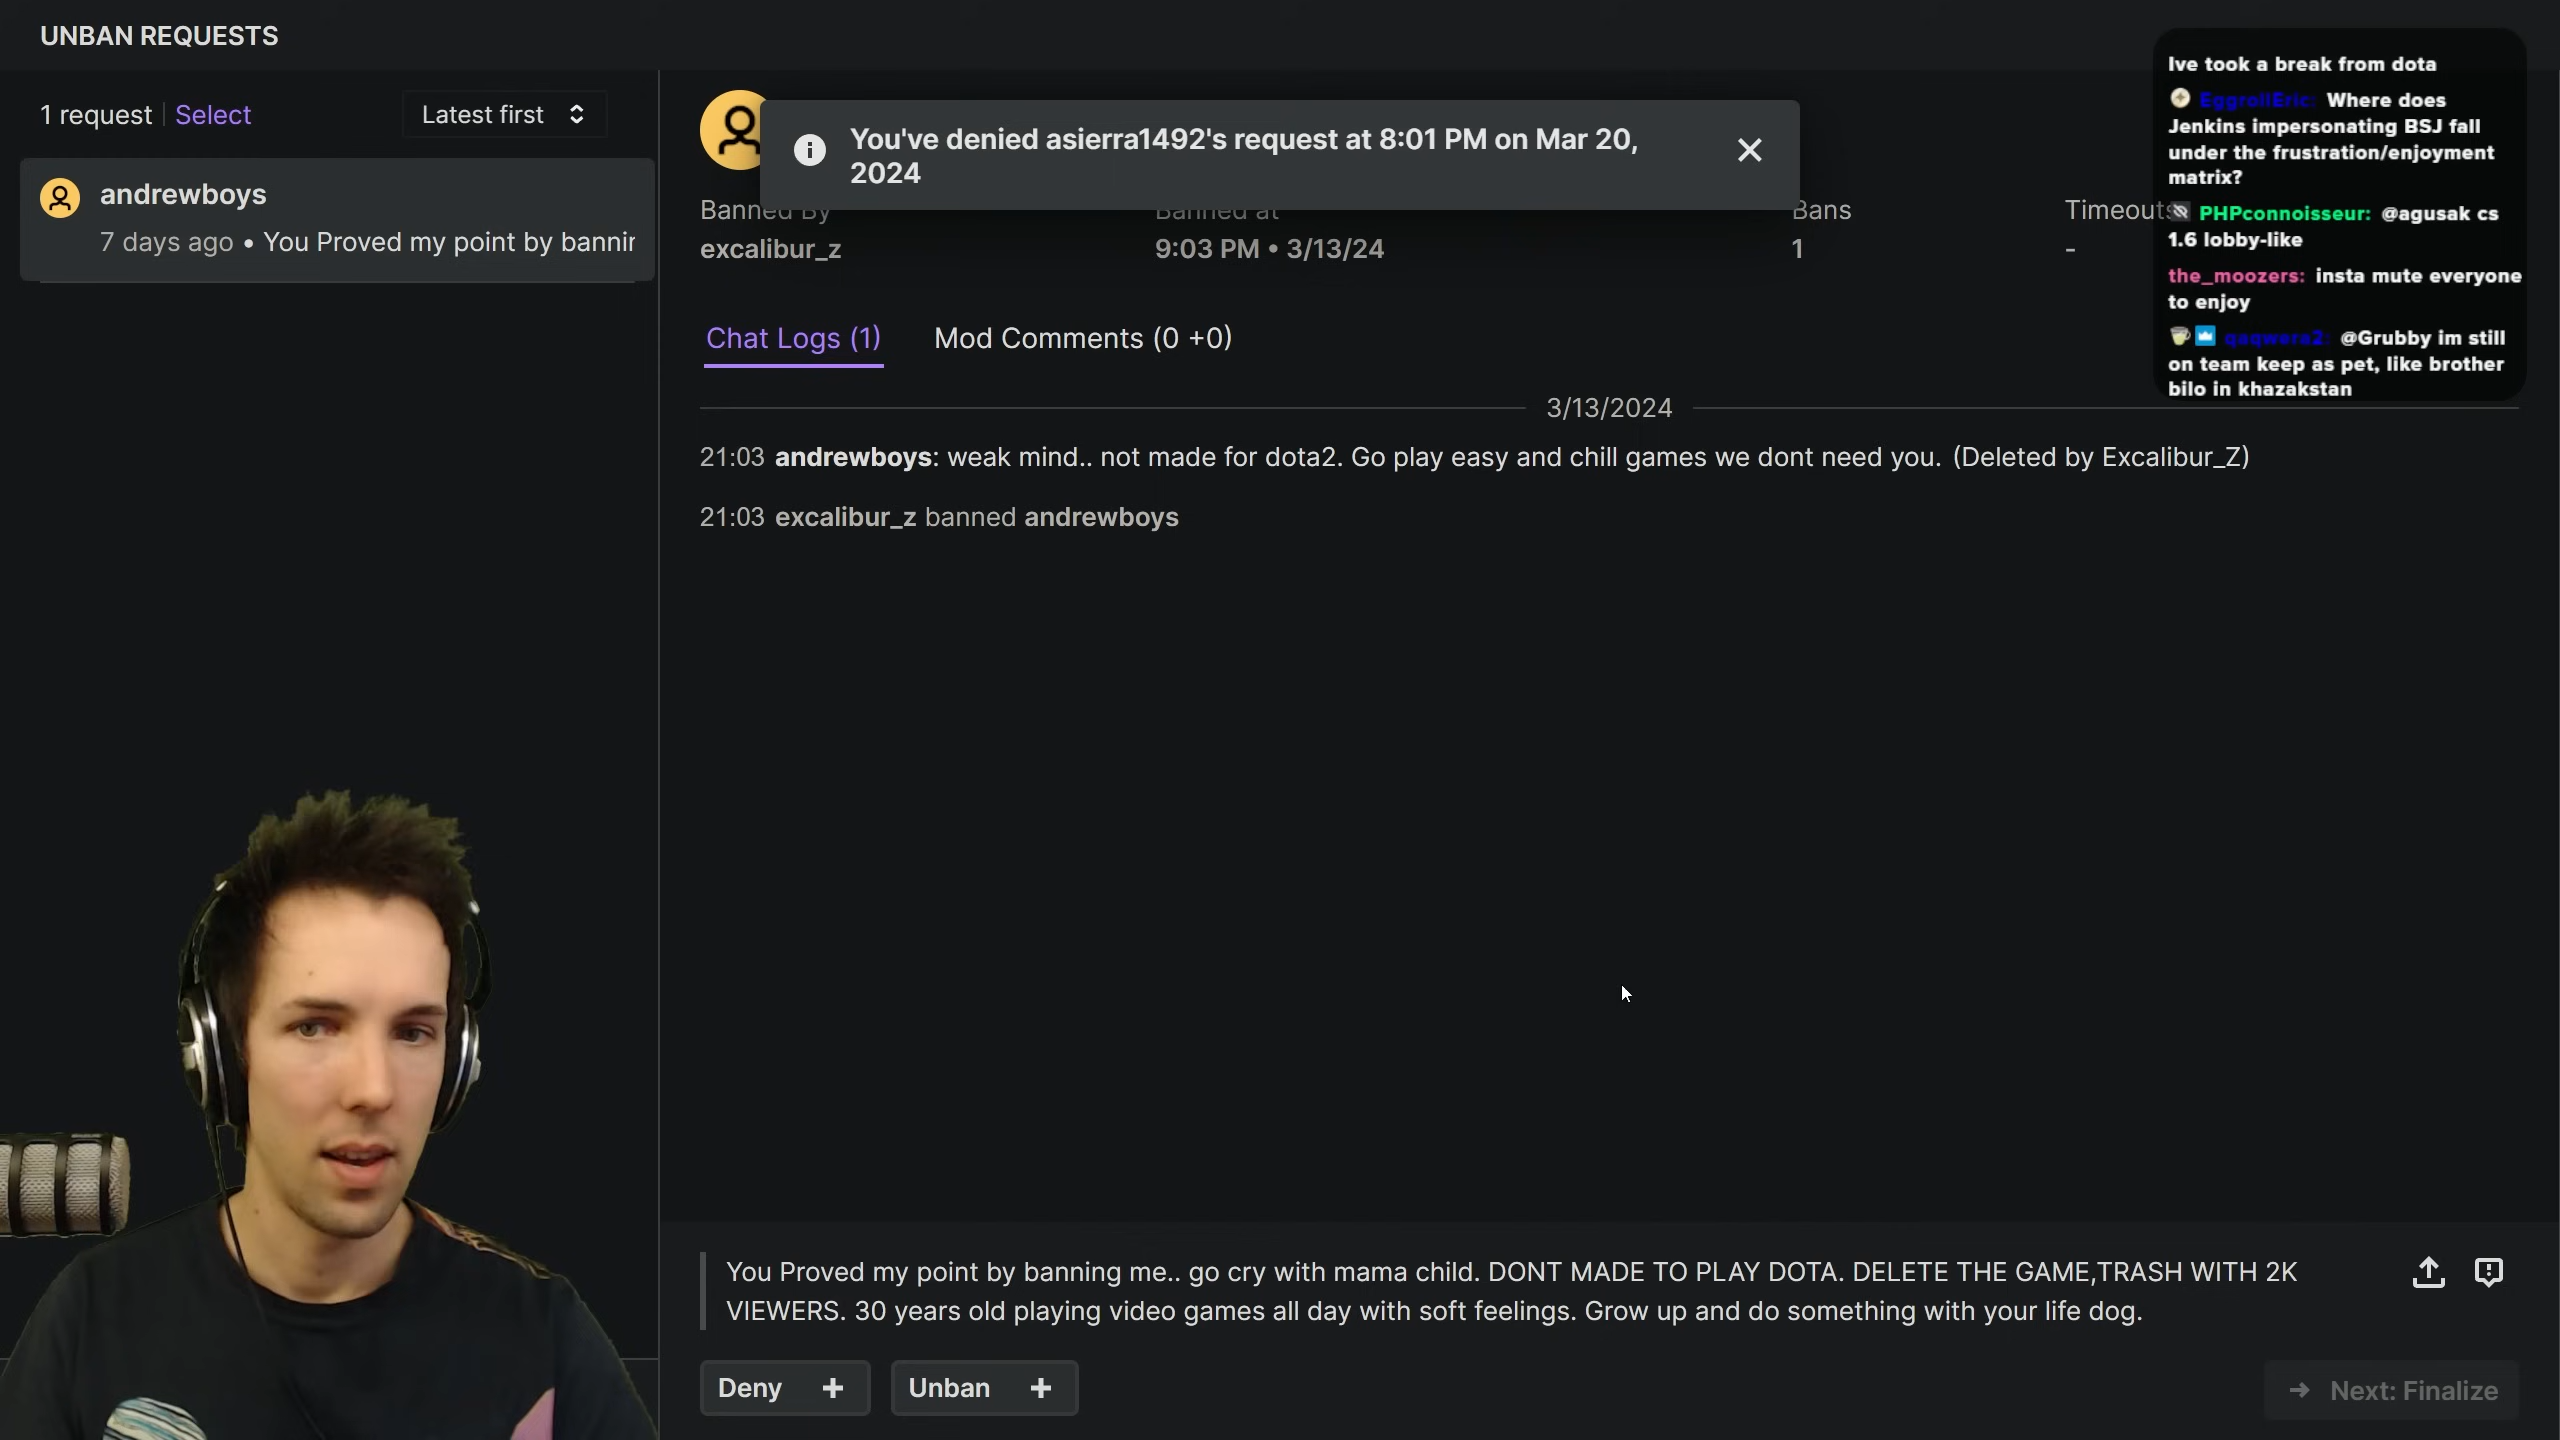 UNBAN REQUESTS
1 request
Select
Latest first
andrewboys
7 days ago • You Proved my point by bannin
You've denied asierra1492's request at 8:01 PM on Mar 20,
2024
Banned By
excalibur_z
Banned at
9:03 PM • 3/13/24
Bans
1
Timeouts
-
Chat Logs (1)
Mod Comments (0 +0)
3/13/2024
21:03 andrewboys: weak mind.. not made for dota2. Go play easy and chill games we dont need you. (Deleted by Excalibur_Z)
21:03 excalibur_z banned andrewboys
Ive took a break from dota
EggrollEric: Where does
Jenkins impersonating BSJ fall
under the frustration/enjoyment
matrix?
PHPconnoisseur: @agusak cs
1.6 lobby-like
the_moozers: insta mute everyone
to enjoy
@Grubby im still
on team keep as pet, like brother
bilo in khazakstan
You Proved my point by banning me.. go cry with mama child. DONT MADE TO PLAY DOTA. DELETE THE GAME,TRASH WITH 2K
VIEWERS. 30 years old playing video games all day with soft feelings. Grow up and do something with your life dog.
Deny
Unban
Next: Finalize